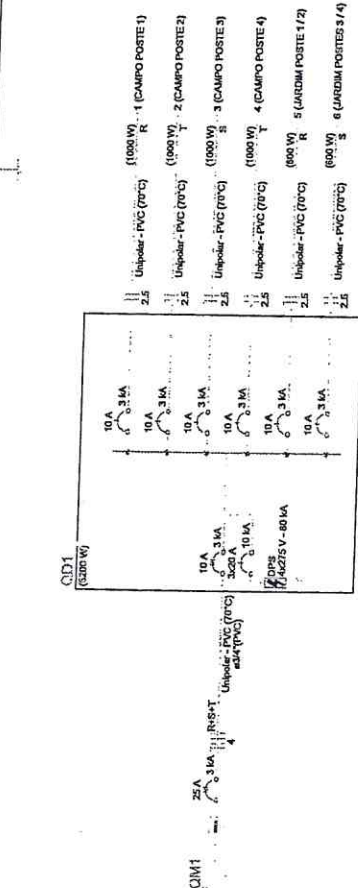 QD1
(5200 W)
QM1
25 A
3 kA
R+S+T
4
Unipolar - PVC (70°C)
ø3/4"(PVC)
10 A
3 kA
3x20 A
10 kA
DPS
4x275 V - 80 kA
10 A
3 kA
10 A
3 kA
10 A
3 kA
10 A
3 kA
10 A
3 kA
10 A
3 kA
2.5
Unipolar - PVC (70°C)
(1000 W)
R
1 (CAMPO POSTE 1)
2.5
Unipolar - PVC (70°C)
(1000 W)
T
2 (CAMPO POSTE 2)
2.5
Unipolar - PVC (70°C)
(1000 W)
S
3 (CAMPO POSTE 3)
2.5
Unipolar - PVC (70°C)
(1000 W)
T
4 (CAMPO POSTE 4)
2.5
Unipolar - PVC (70°C)
(600 W)
R
5 (JARDIM POSTE 1/2)
2.5
Unipolar - PVC (70°C)
(600 W)
S
6 (JARDIM POSTES 3/4)